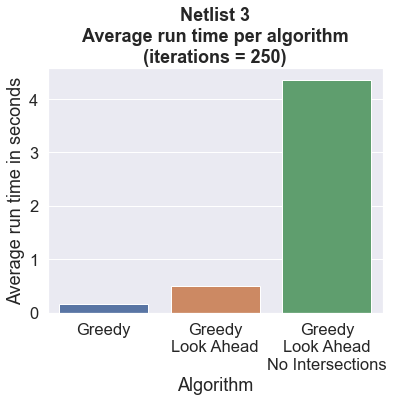 Netlist 3
Average run time per algorithm
(iterations = 250)
Average run time in seconds
4
3
2
1
0
Greedy
Greedy
Look Ahead
Greedy
Look Ahead
No Intersections
Algorithm